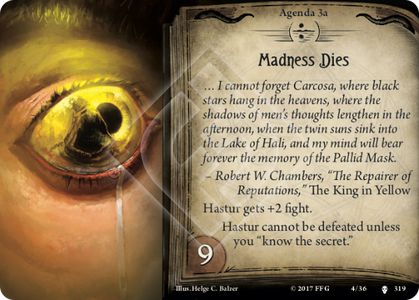 Agenda 3a
Madness Dies
… I cannot forget Carcosa, where black
stars hang in the heavens, where the
shadows of men's thoughts lengthen in the
afternoon, when the twin suns sink into
the Lake of Hali, and my mind will bear
forever the memory of the Pallid Mask.
– Robert W. Chambers, "The Repairer of
Reputations," The King in Yellow
Hastur gets +2 fight.
Hastur cannot be defeated unless
you "know the secret."
9
Illus. Helge C. Balzer
© 2017 FFG
4/36
319